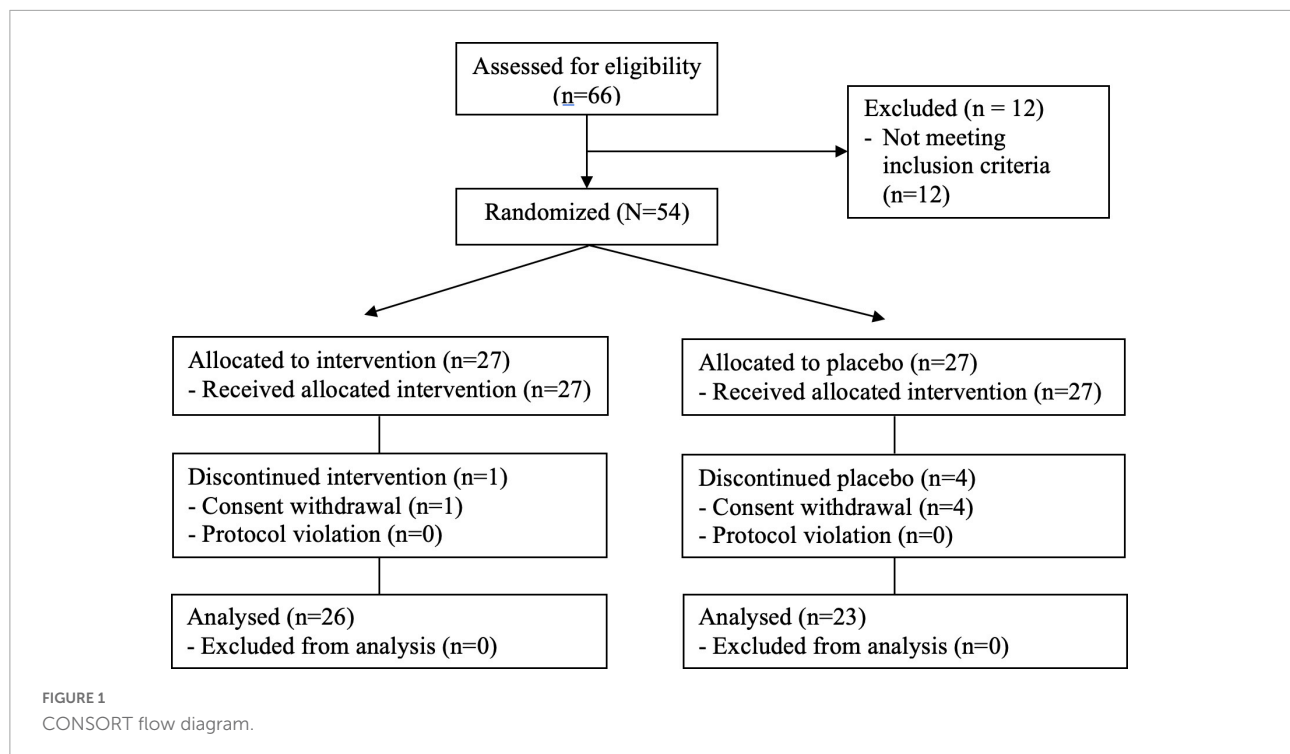 Assessed for eligibility
(n=66)
Excluded (n = 12)
- Not meeting
inclusion criteria
(n=12)
Randomized (N=54)
Allocated to intervention (n=27)
- Received allocated intervention (n=27)
Allocated to placebo (n=27)
- Received allocated intervention (n=27)
Discontinued intervention (n=1)
- Consent withdrawal (n=1)
- Protocol violation (n=0)
Discontinued placebo (n=4)
- Consent withdrawal (n=4)
- Protocol violation (n=0)
Analysed (n=26)
- Excluded from analysis (n=0)
Analysed (n=23)
- Excluded from analysis (n=0)
FIGURE 1
CONSORT flow diagram.